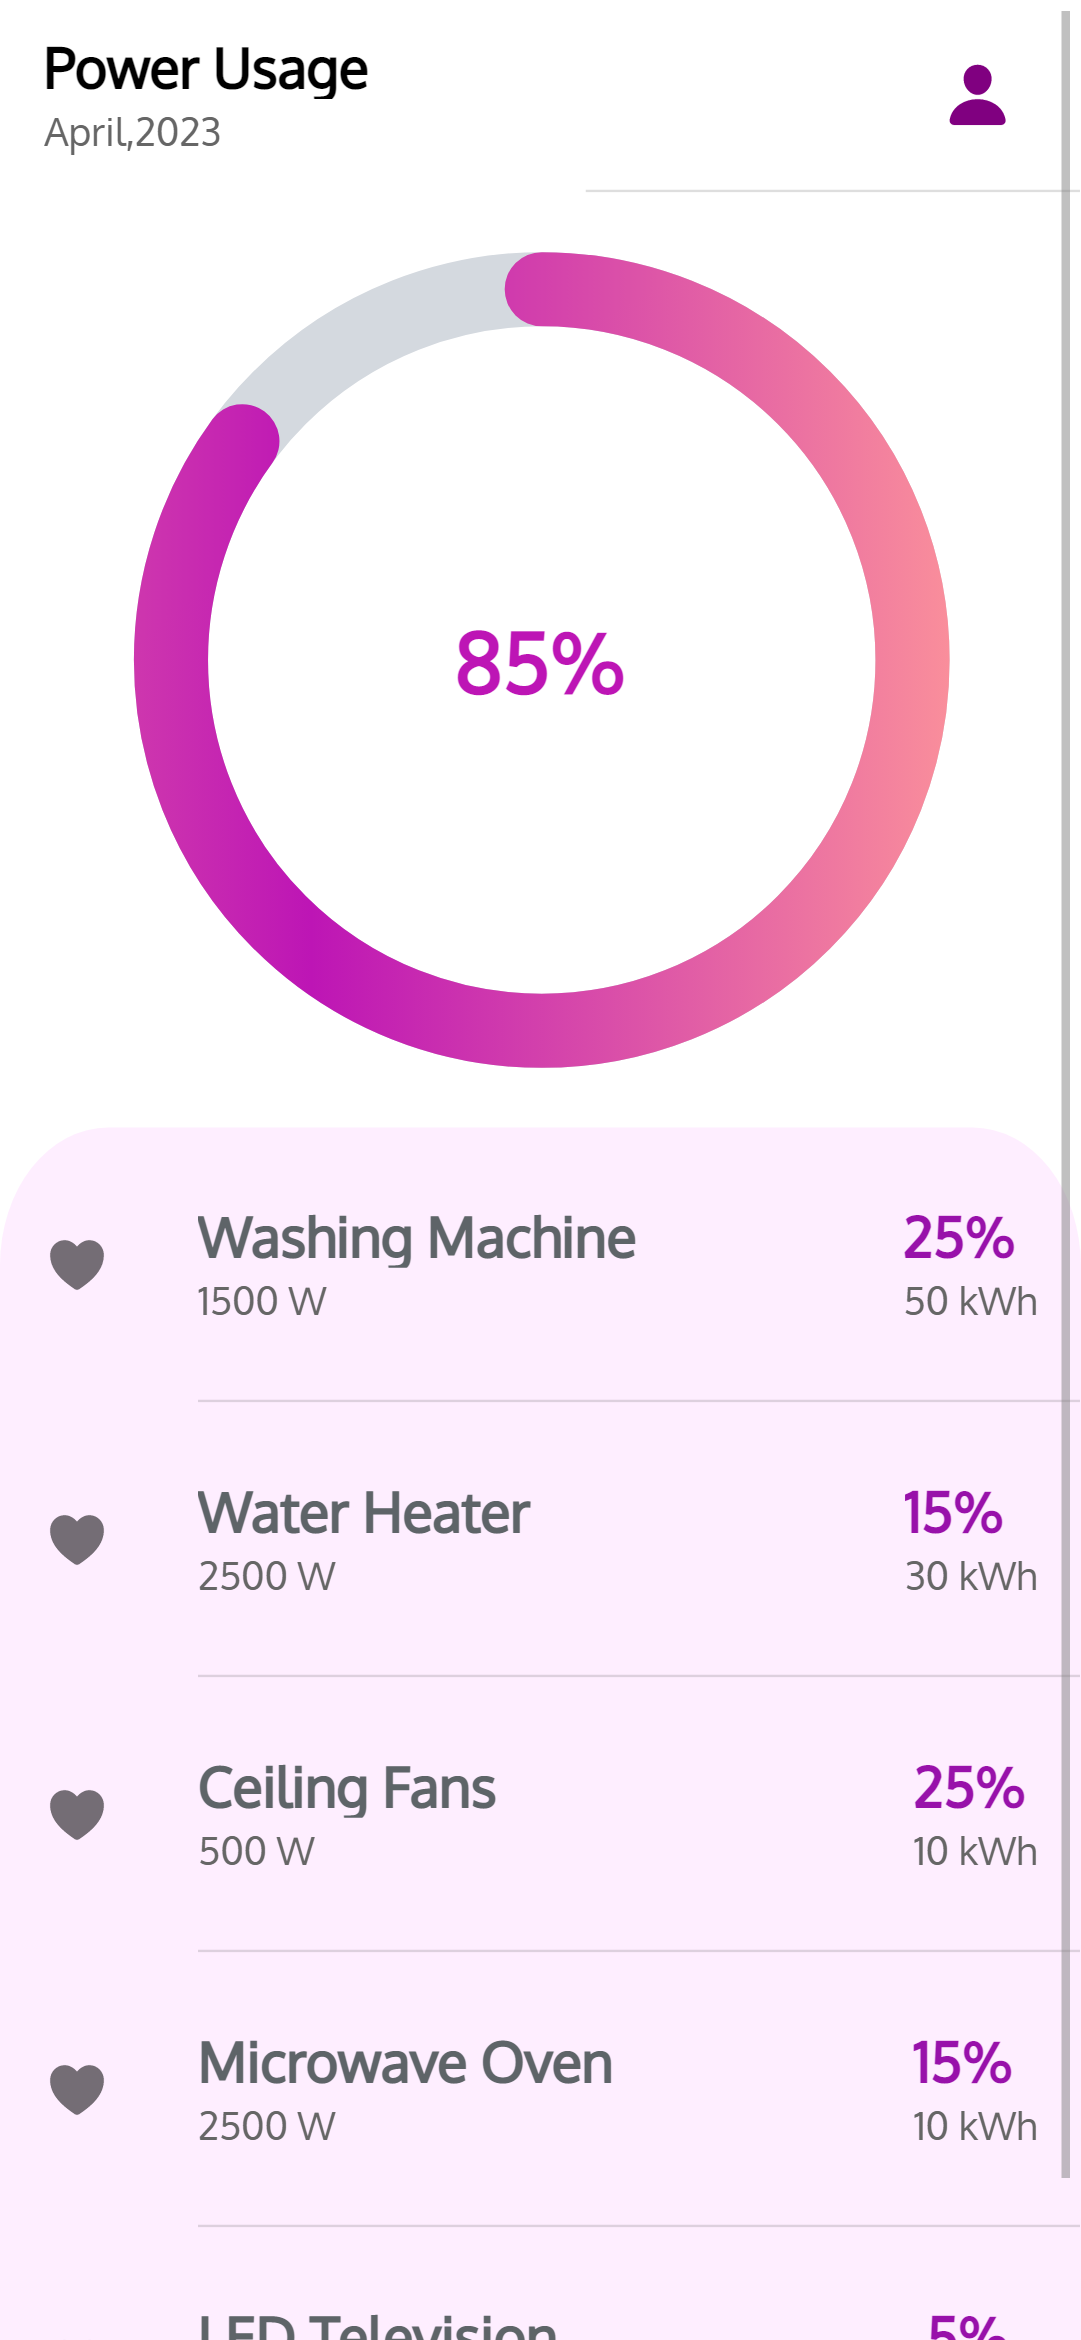 Power Usage
April,2023
85%
Washing Machine
25%
1500 W
50 kWh
Water Heater
15%
2500 W
30 kWh
Ceiling Fans
25%
500 W
10 kWh
Microwave Oven
15%
2500 W
10 kWh
LED Television
5%